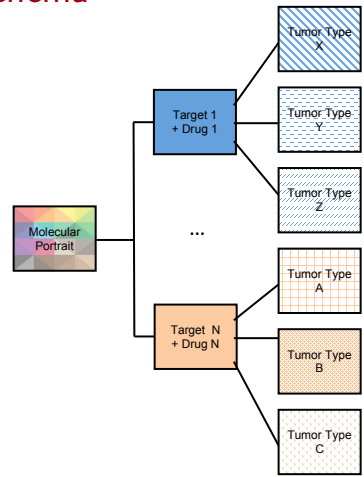 Tumor Type
X
Target 1
+ Drug 1
Tumor Type
Y
Tumor Type
Z
Molecular
Portrait
...
Tumor Type
A
Target N
+ Drug N
Tumor Type
B
Tumor Type
C